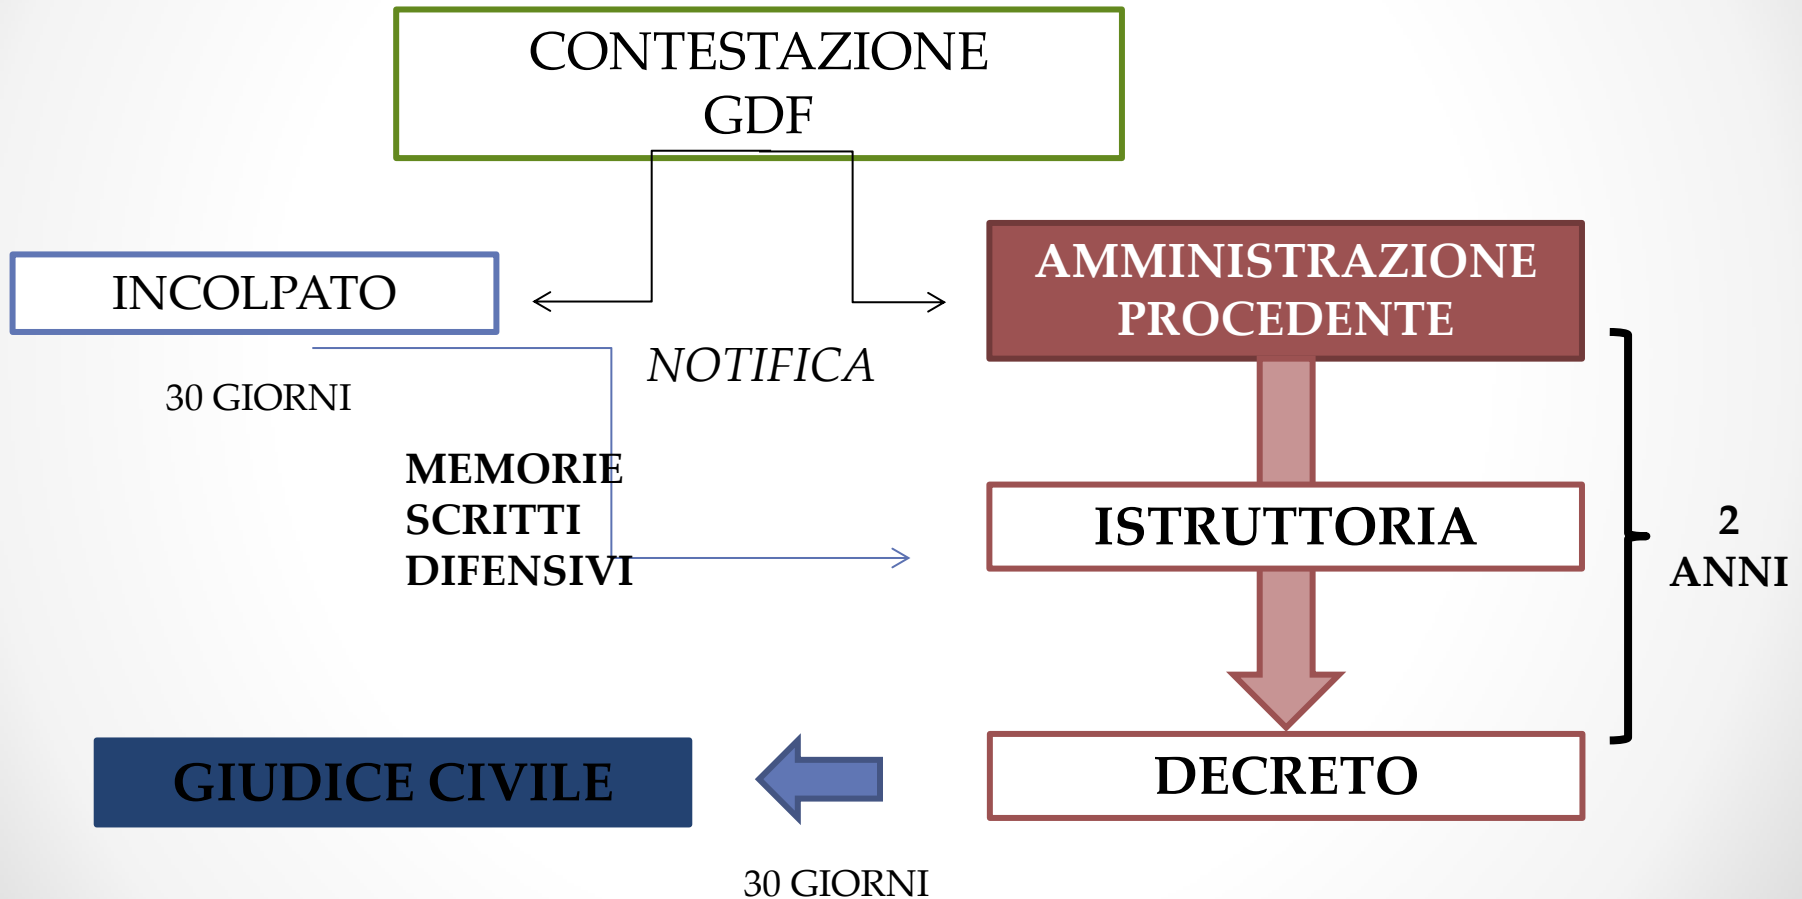 CONTESTAZIONE
GDF
INCOLPATO
AMMINISTRAZIONE
PROCEDENTE
NOTIFICA
30 GIORNI
MEMORIE
SCRITTI
DIFENSIVI
ISTRUTTORIA
2
ANNI
GIUDICE CIVILE
DECRETO
30 GIORNI